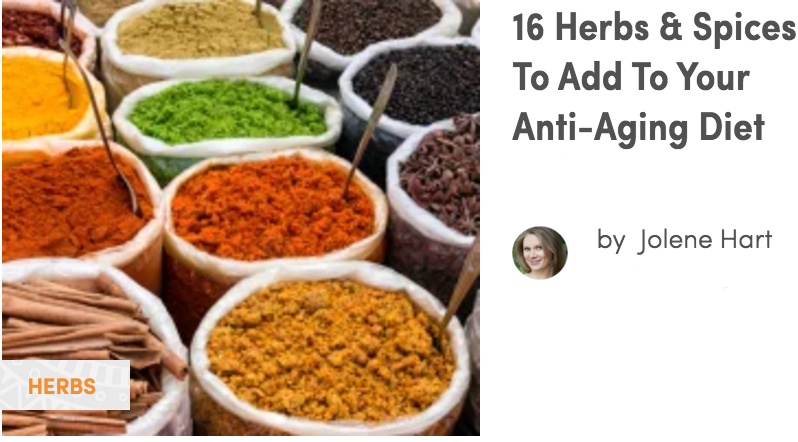 16 Herbs & Spices
To Add To Your
Anti-Aging Diet
by Jolene Hart
HERBS